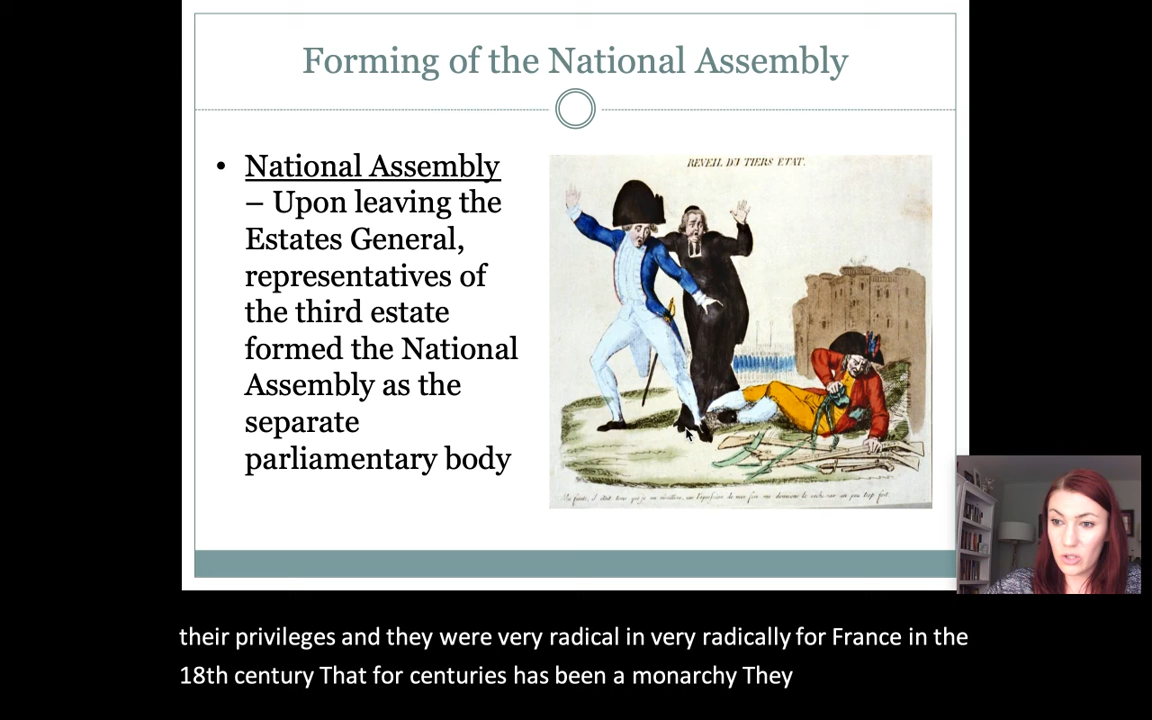 Forming of the National Assembly
• National Assembly
– Upon leaving the
Estates General,
representatives of
the third estate
formed the National
Assembly as the
separate
parliamentary body
REVEIL DU TIERS ETAT.
their privileges and they were very radical in very radically for France in the
18th century That for centuries has been a monarchy They